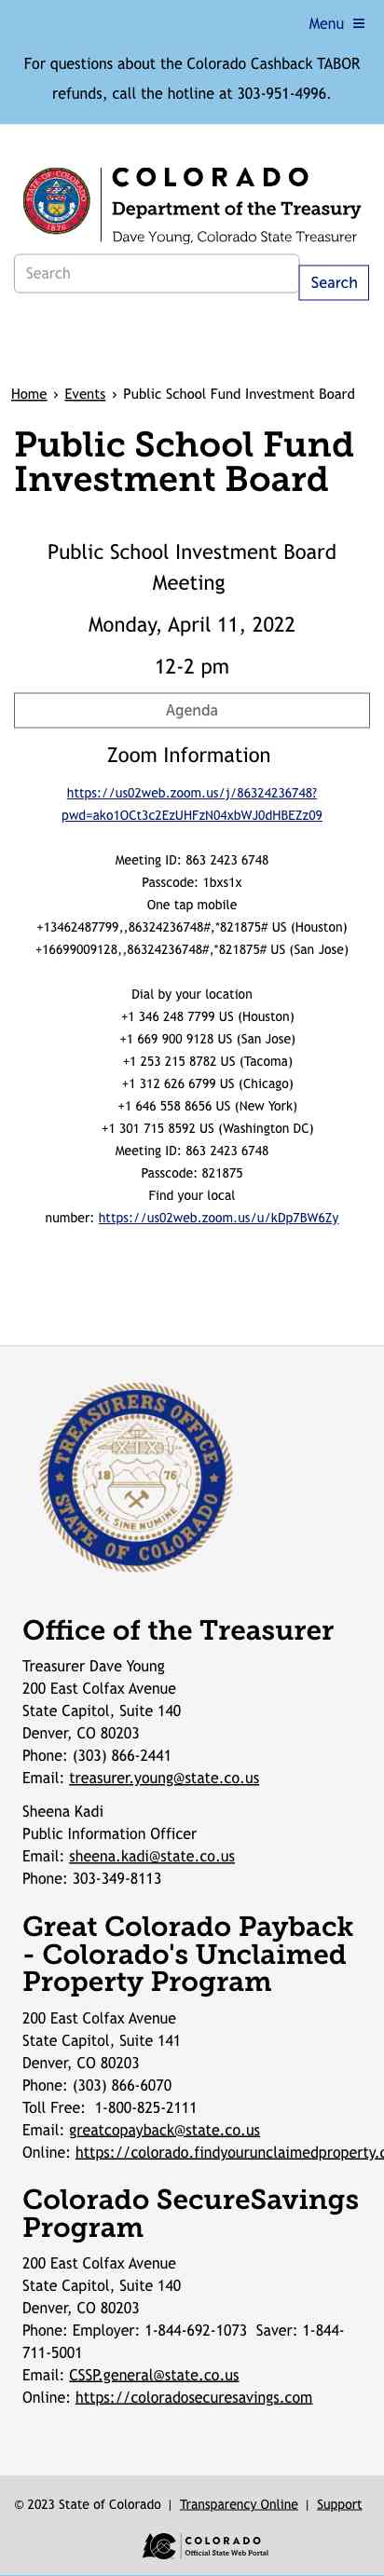 Menu ≡
For questions about the Colorado Cashback TABOR
refunds, call the hotline at 303-951-4996.
STATE OF COLORADO
1876
COLORADO
Department of the Treasury
Dave Young, Colorado State Treasurer
Search
Search
Home › Events › Public School Fund Investment Board
Public School Fund
Investment Board
Public School Investment Board
Meeting
Monday, April 11, 2022
12-2 pm
Agenda
Zoom Information
https://us02web.zoom.us/j/86324236748?
pwd=ako1OCt3c2EzUHFzN04xbWJ0dHBEZz09
Meeting ID: 863 2423 6748
Passcode: 1bxs1x
One tap mobile
+13462487799,,86324236748#,*821875# US (Houston)
+16699009128,,86324236748#,*821875# US (San Jose)
Dial by your location
+1 346 248 7799 US (Houston)
+1 669 900 9128 US (San Jose)
+1 253 215 8782 US (Tacoma)
+1 312 626 6799 US (Chicago)
+1 646 558 8656 US (New York)
+1 301 715 8592 US (Washington DC)
Meeting ID: 863 2423 6748
Passcode: 821875
Find your local
number: https://us02web.zoom.us/u/kDp7BW6Zy
TREASURERS OFFICE
18 76
NIL SINE NUMINE
STATE OF COLORADO
Office of the Treasurer
Treasurer Dave Young
200 East Colfax Avenue
State Capitol, Suite 140
Denver, CO 80203
Phone: (303) 866-2441
Email: treasurer.young@state.co.us
Sheena Kadi
Public Information Officer
Email: sheena.kadi@state.co.us
Phone: 303-349-8113
Great Colorado Payback
- Colorado's Unclaimed
Property Program
200 East Colfax Avenue
State Capitol, Suite 141
Denver, CO 80203
Phone: (303) 866-6070
Toll Free:  1-800-825-2111
Email: greatcopayback@state.co.us
Online: https://colorado.findyourunclaimedproperty.c
Colorado SecureSavings
Program
200 East Colfax Avenue
State Capitol, Suite 140
Denver, CO 80203
Phone: Employer: 1-844-692-1073  Saver: 1-844-
711-5001
Email: CSSP.general@state.co.us
Online: https://coloradosecuresavings.com
© 2023 State of Colorado | Transparency Online | Support
COLORADO
Official State Web Portal